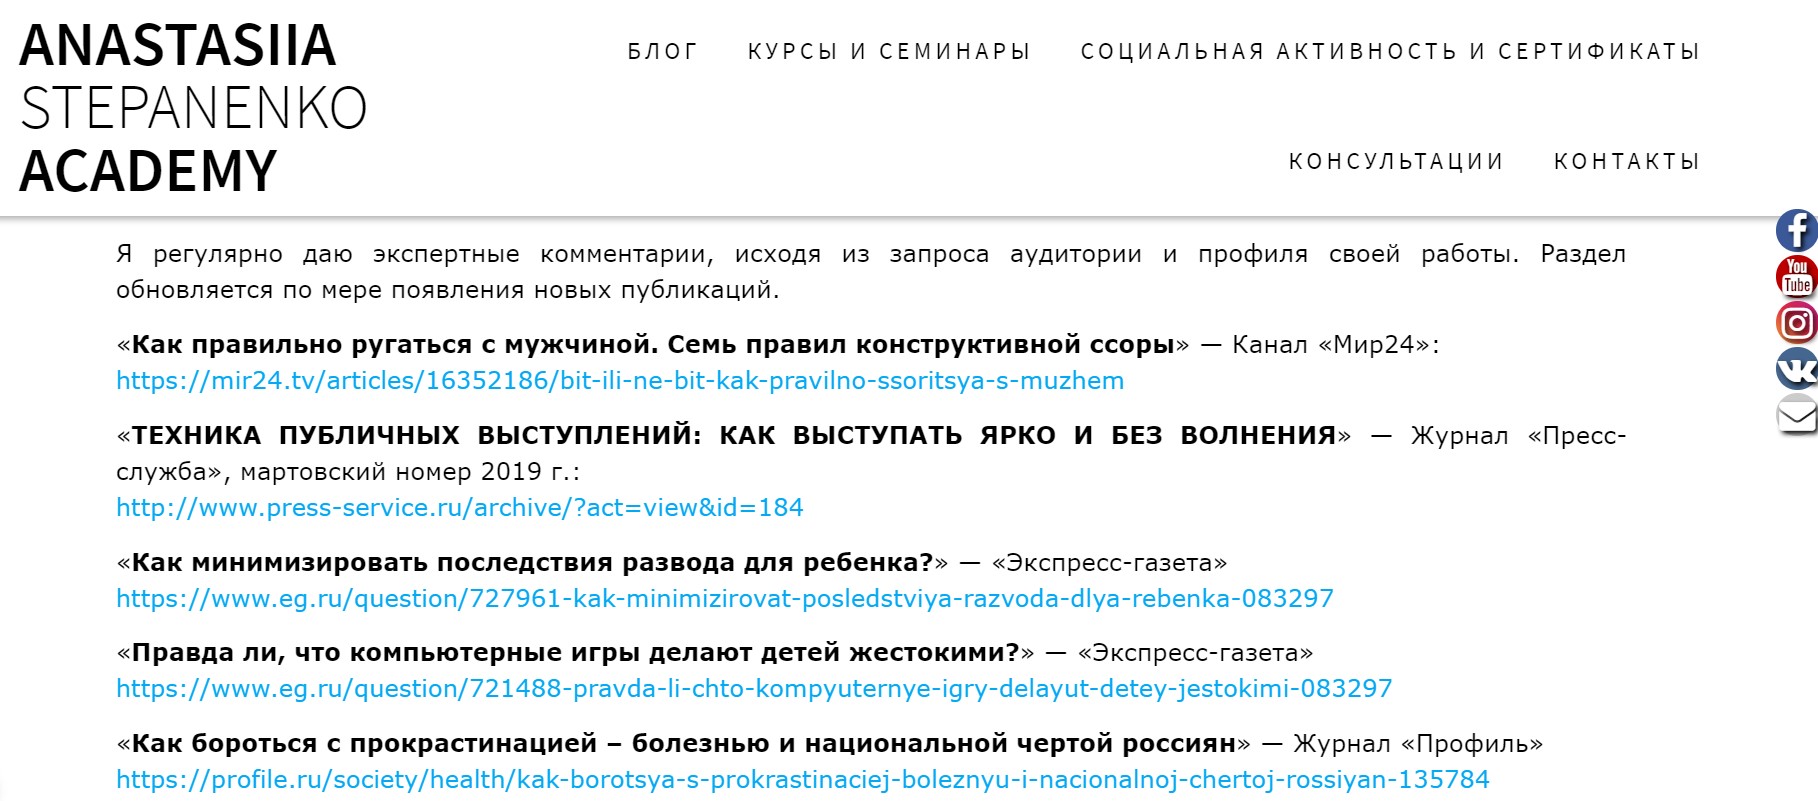 ANASTASIIA
STEPANENKO
ACADEMY
БЛОГ КУРСЫ И СЕМИНАРЫ СОЦИАЛЬНАЯ АКТИВНОСТЬ И СЕРТИФИКАТЫ
КОНСУЛЬТАЦИИ КОНТАКТЫ
You
Tube
Я регулярно даю экспертные комментарии, исходя из запроса аудитории и профиля своей работы. Раздел
обновляется по мере появления новых публикаций.
«Как правильно ругаться с мужчиной. Семь правил конструктивной ссоры» — Канал «Мир24»:
https://mir24.tv/articles/16352186/bit-ili-ne-bit-kak-pravilno-ssoritsya-s-muzhem
«ТЕХНИКА ПУБЛИЧНЫХ ВЫСТУПЛЕНИЙ: КАК ВЫСТУПАТЬ ЯРКО И БЕЗ ВОЛНЕНИЯ» — Журнал «Пресс-
служба», мартовский номер 2019 г.:
http://www.press-service.ru/archive/?act=view&id=184
«Как минимизировать последствия развода для ребенка?» — «Экспресс-газета»
https://www.eg.ru/question/727961-kak-minimizirovat-posledstviya-razvoda-dlya-rebenka-083297
«Правда ли, что компьютерные игры делают детей жестокими?» — «Экспресс-газета»
https://www.eg.ru/question/721488-pravda-li-chto-kompyuternye-igry-delayut-detey-jestokimi-083297
«Как бороться с прокрастинацией – болезнью и национальной чертой россиян» — Журнал «Профиль»
https://profile.ru/society/health/kak-borotsya-s-prokrastinaciej-boleznyu-i-nacionalnoj-chertoj-rossiyan-135784